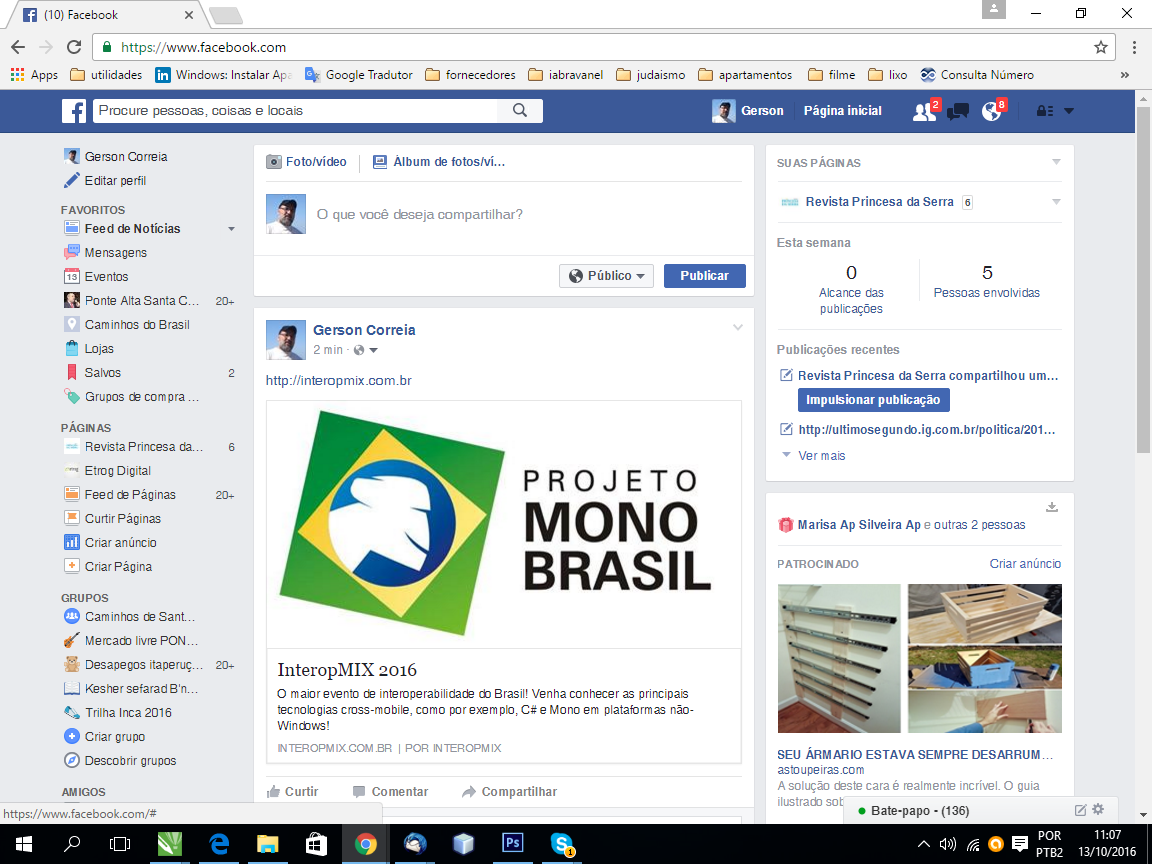 (10) Facebook
https://www.facebook.com
Apps utilidades Windows: Instalar Apa Google Tradutor fornecedores iabravanel judaismo apartamentos filme lixo Consulta Número »
Procure pessoas, coisas e locais
Gerson Página inicial 2 8
Gerson Correia
Editar perfil
FAVORITOS
Feed de Notícias
Mensagens
13 Eventos
Ponte Alta Santa C... 20+
Caminhos do Brasil
Lojas
Salvos 2
Grupos de compra ...
PÁGINAS
Revista Princesa da... 6
Etrog Digital
Feed de Páginas 20+
Curtir Páginas
Criar anúncio
Criar Página
GRUPOS
Caminhos de Sant...
Mercado livre PON...
Desapegos itaperuç... 20+
Kesher sefarad B'n...
Trilha Inca 2016
Criar grupo
Descobrir grupos
AMIGOS
https://www.facebook.com/#
Foto/vídeo Álbum de fotos/ví...
O que você deseja compartilhar?
Público Publicar
Gerson Correia
2 min ·
http://interopmix.com.br
PROJETO
MONO
BRASIL
InteropMIX 2016
O maior evento de interoperabilidade do Brasil! Venha conhecer as principais
tecnologias cross-mobile, como por exemplo, C# e Mono em plataformas não-
Windows!
INTEROPMIX.COM.BR | POR INTEROPMIX
Curtir Comentar Compartilhar
SUAS PÁGINAS
Revista Princesa da Serra 6
Esta semana
0 5
Alcance das Pessoas envolvidas
publicações
Publicações recentes
Revista Princesa da Serra compartilhou um...
Impulsionar publicação
http://ultimosegundo.ig.com.br/politica/201...
Ver mais
Marisa Ap Silveira Ap e outras 2 pessoas
PATROCINADO Criar anúncio
SEU ÁRMARIO ESTAVA SEMPRE DESARRUM...
astoupeiras.com
A solução deste cara é realmente incrível. O guia
ilustrado sob
Bate-papo - (136)
Ps S 1
POR 11:07
PTB2 13/10/2016